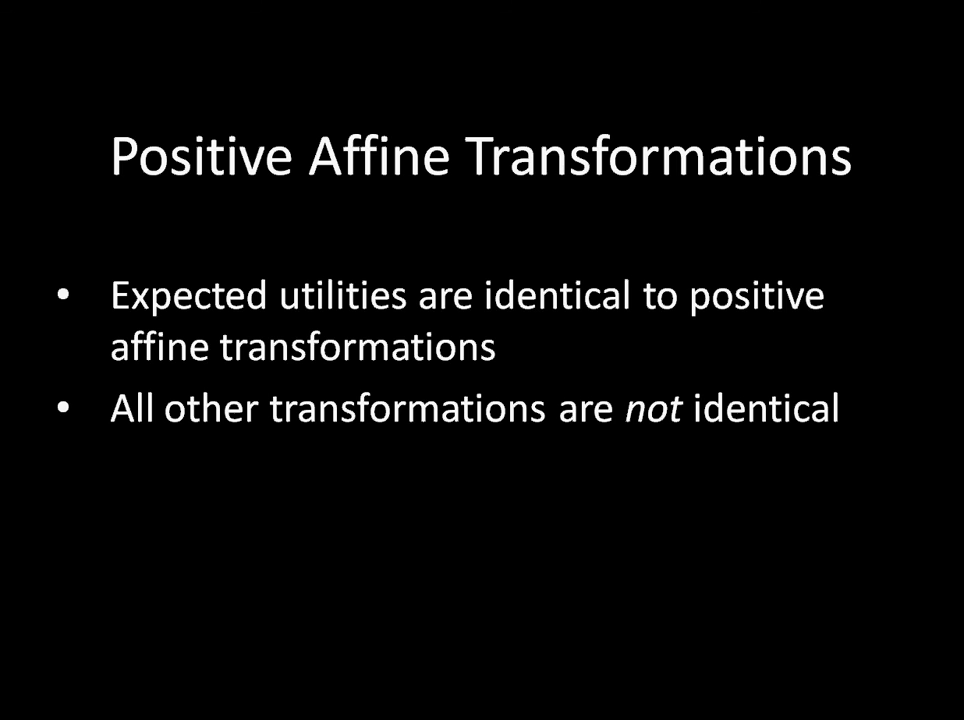 Positive Affine Transformations
• Expected utilities are identical to positive
affine transformations
• All other transformations are not identical